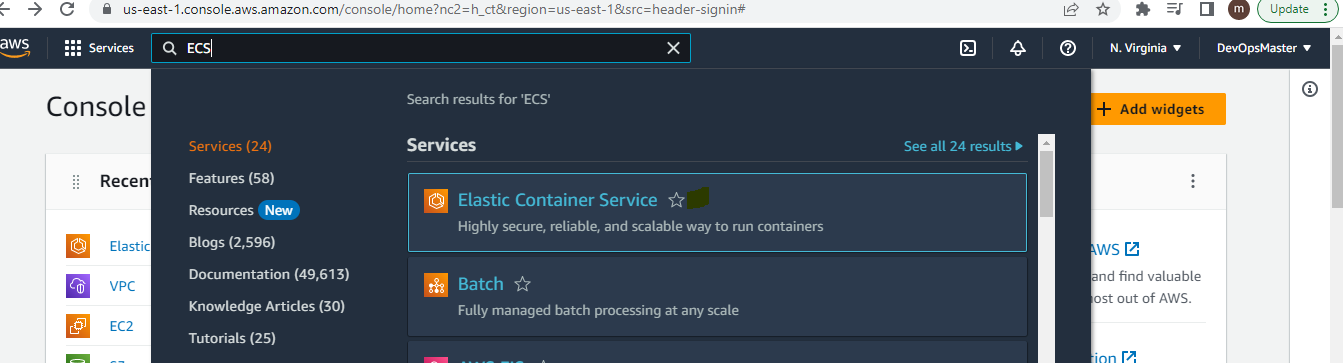 us-east-1.console.aws.amazon.com/console/home?nc2=h_ct&region=us-east-1&src=header-signin#
m
Update
aws
Services
ECS
N. Virginia
DevOpsMaster
Console
Search results for 'ECS'
Add widgets
Services (24)
Services
See all 24 results
Features (58)
Recent
Elastic Container Service
Resources New
Highly secure, reliable, and scalable way to run containers
Blogs (2,596)
Elastic
AWS
Documentation (49,613)
Batch
and find valuable
VPC
Fully managed batch processing at any scale
most out of AWS.
Knowledge Articles (30)
EC2
Tutorials (25)